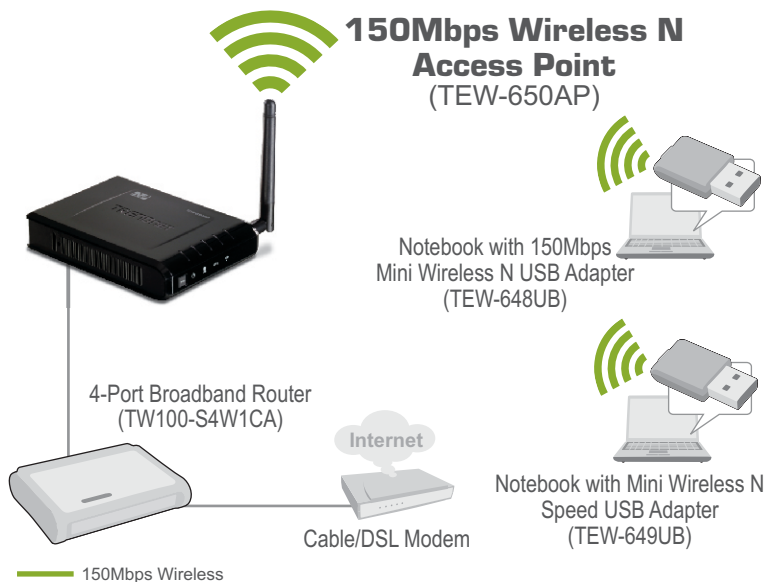 150Mbps Wireless N
Access Point
(TEW-650AP)
Notebook with 150Mbps
Mini Wireless N USB Adapter
(TEW-648UB)
4-Port Broadband Router
(TW100-S4W1CA)
Internet
Cable/DSL Modem
Notebook with Mini Wireless N
Speed USB Adapter
(TEW-649UB)
150Mbps Wireless